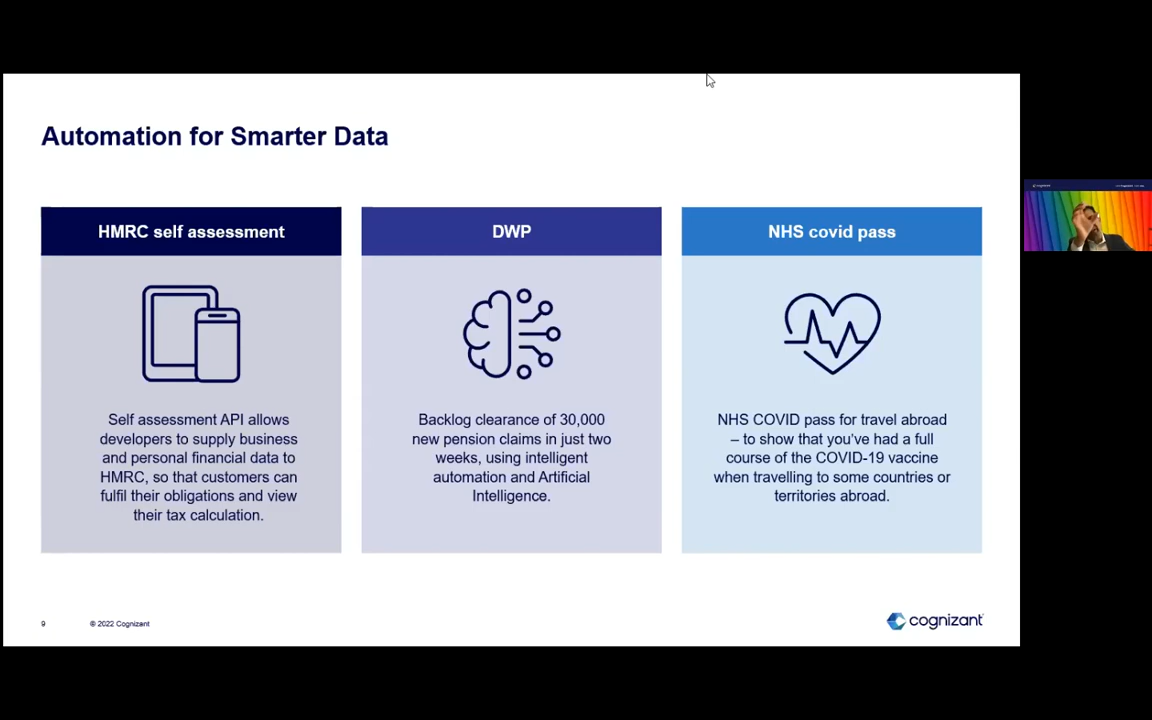 Automation for Smarter Data
HMRC self assessment
Self assessment API allows
developers to supply business
and personal financial data to
HMRC, so that customers can
fulfil their obligations and view
their tax calculation.
DWP
Backlog clearance of 30,000
new pension claims in just two
weeks, using intelligent
automation and Artificial
Intelligence.
NHS covid pass
NHS COVID pass for travel abroad
– to show that you've had a full
course of the COVID-19 vaccine
when travelling to some countries or
territories abroad.
9
© 2022 Cognizant
cognizant
cognizant